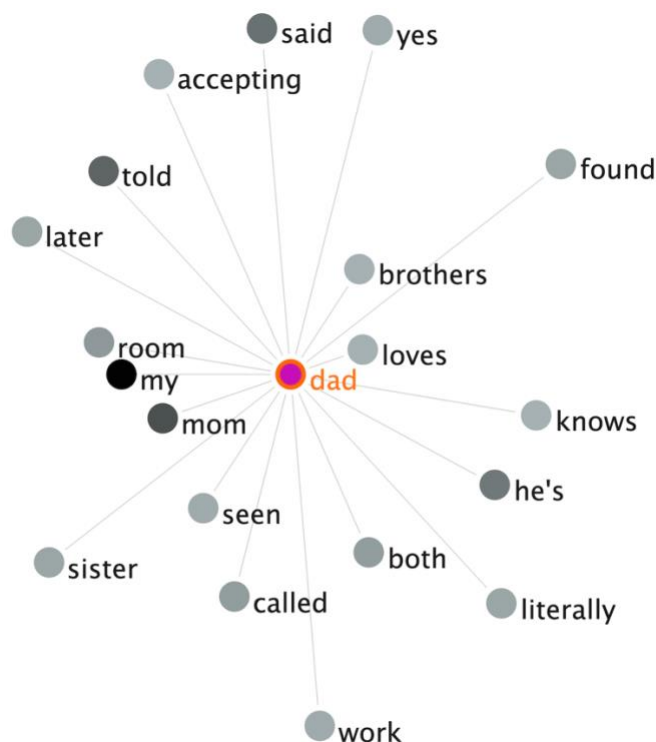 said
yes
accepting
found
told
later
brothers
room
loves
my
dad
mom
knows
he's
seen
both
sister
called
literally
work